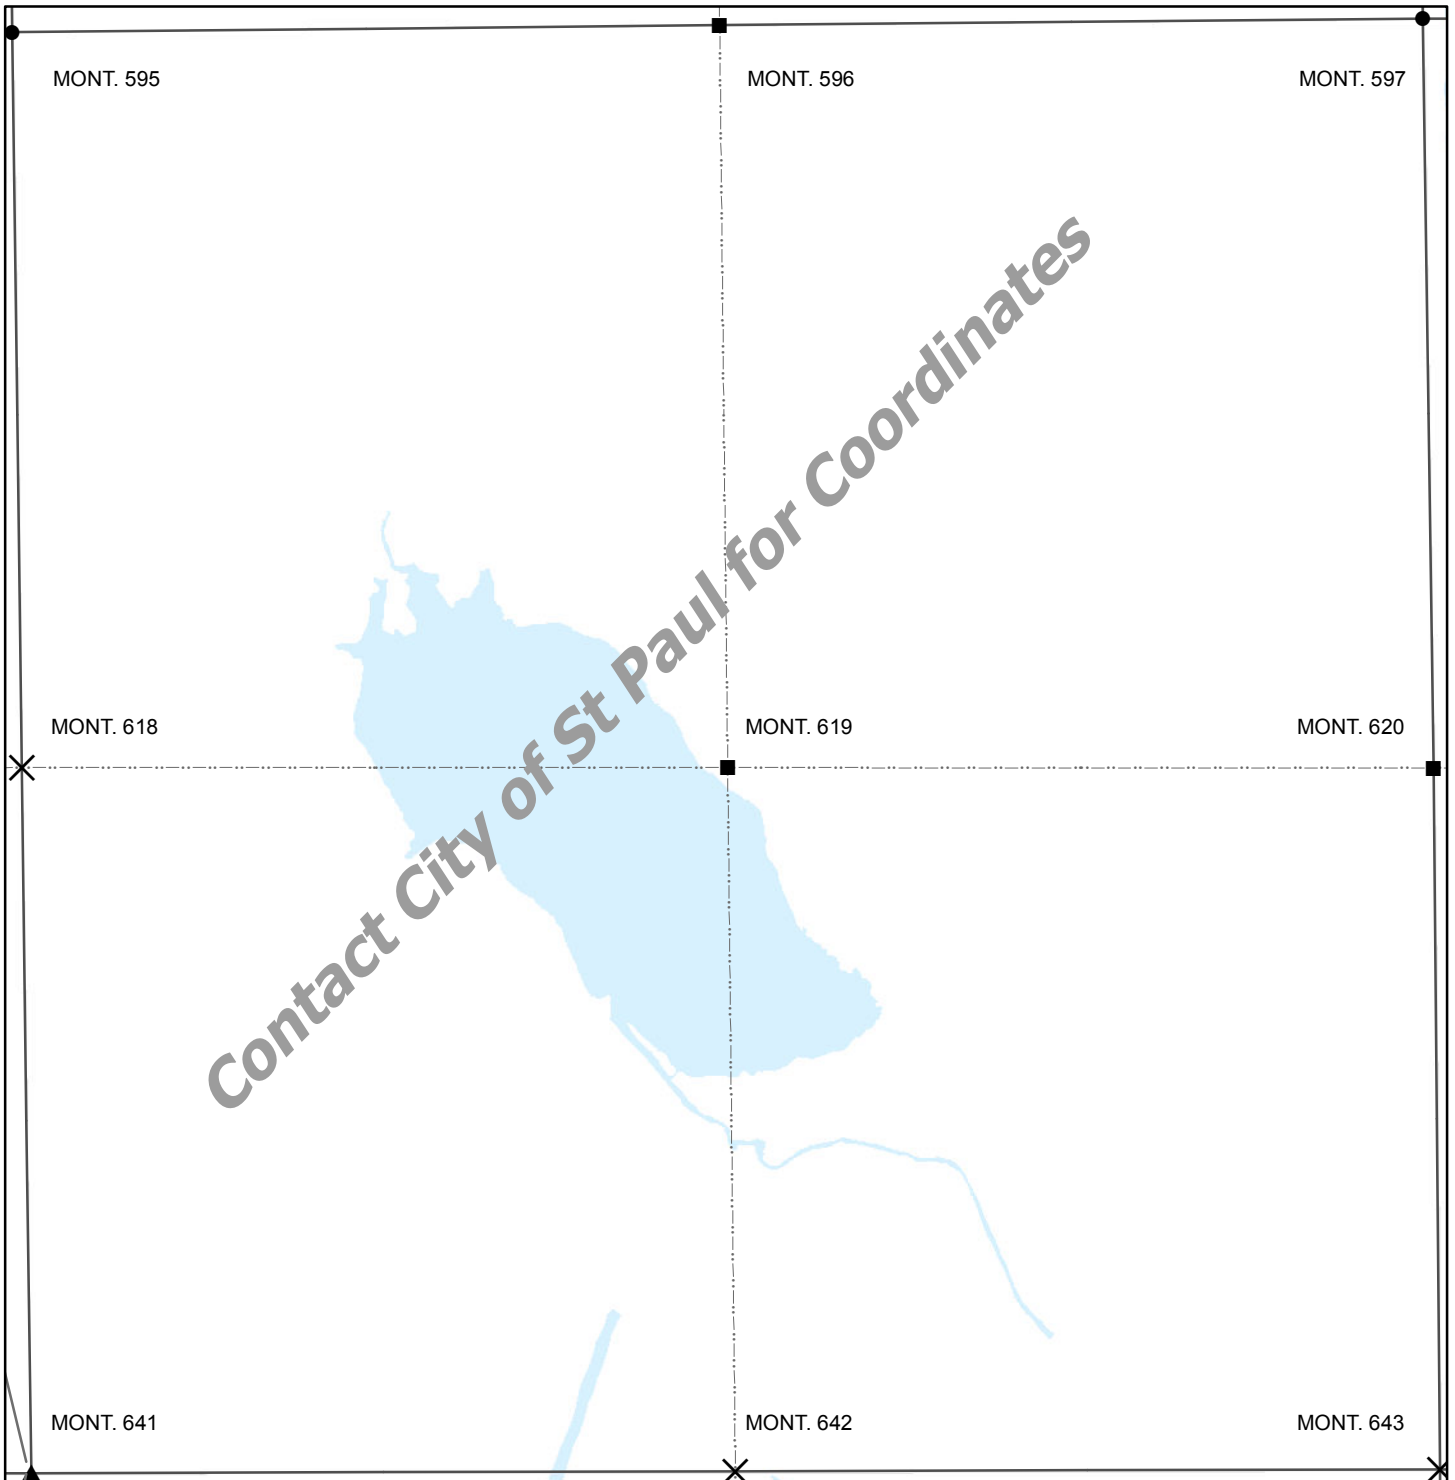 MONT. 595
MONT. 596
MONT. 597
Contact City of St Paul for Coordinates
MONT. 618
MONT. 619
MONT. 620
MONT. 641
MONT. 642
MONT. 643